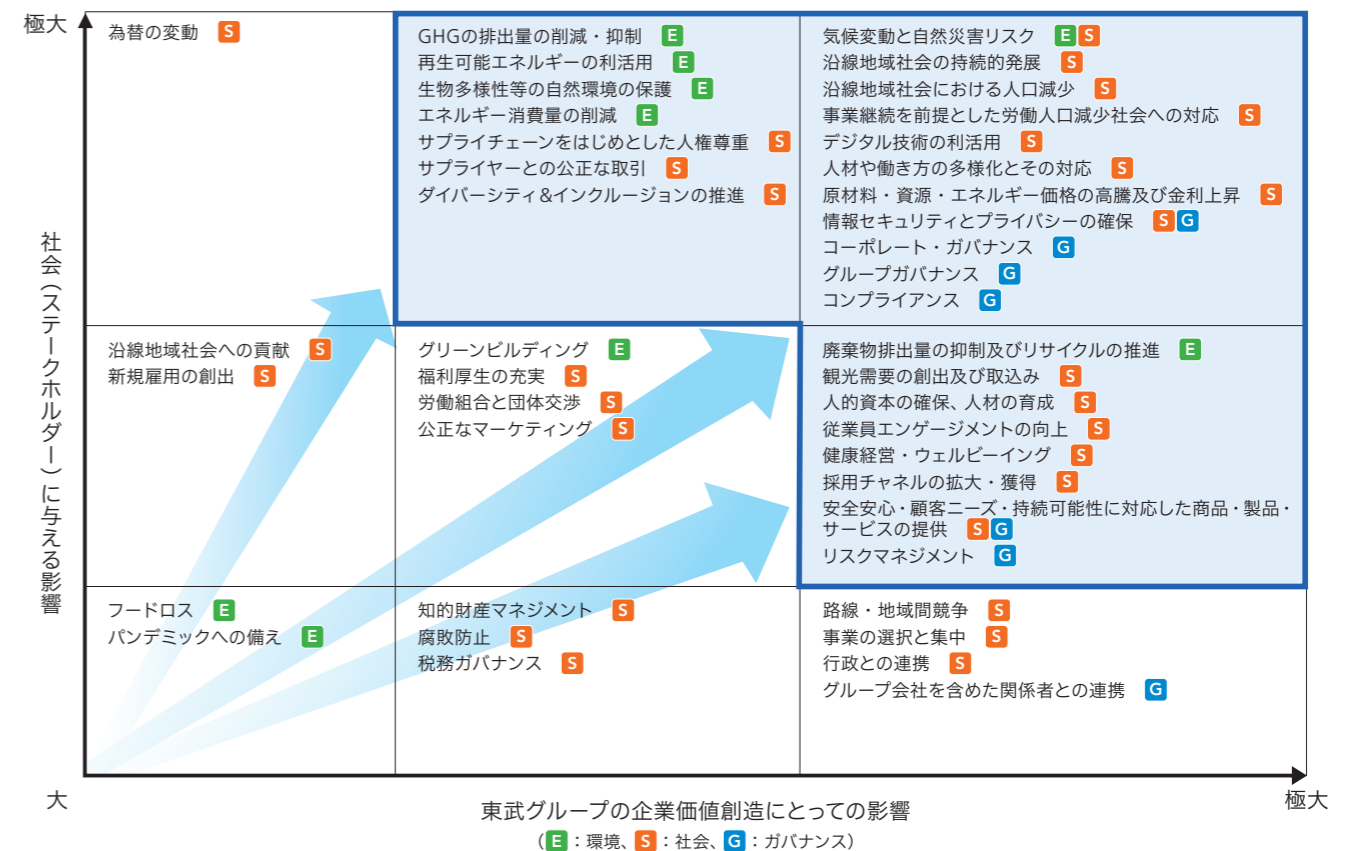 極大
為替の変動 S
GHGの排出量の削減・抑制 E
再生可能エネルギーの利活用 E
生物多様性等の自然環境の保護 E
エネルギー消費量の削減 E
サプライチェーンをはじめとした人権尊重 S
サプライヤーとの公正な取引 S
ダイバーシティ&インクルージョンの推進 S
気候変動と自然災害リスク E S
沿線地域社会の持続的発展 S
沿線地域社会における人口減少 S
事業継続を前提とした労働人口減少社会への対応 S
デジタル技術の利活用 S
人材や働き方の多様化とその対応 S
原材料・資源・エネルギー価格の高騰及び金利上昇 S
情報セキュリティとプライバシーの確保 S G
コーポレート・ガバナンス G
グループガバナンス G
コンプライアンス G
社会(ステークホルダー)に与える影響
沿線地域社会への貢献 S
新規雇用の創出 S
グリーンビルディング E
福利厚生の充実 S
労働組合と団体交渉 S
公正なマーケティング S
廃棄物排出量の抑制及びリサイクルの推進 E
観光需要の創出及び取込み S
人的資本の確保、人材の育成 S
従業員エンゲージメントの向上 S
健康経営・ウェルビーイング S
採用チャネルの拡大・獲得 S
安全安心・顧客ニーズ・持続可能性に対応した商品・製品・
サービスの提供 S G
リスクマネジメント G
フードロス E
パンデミックへの備え E
知的財産マネジメント S
腐敗防止 S
税務ガバナンス S
路線・地域間競争 S
事業の選択と集中 S
行政との連携 S
グループ会社を含めた関係者との連携 G
大
東武グループの企業価値創造にとっての影響
極大
(E:環境、S:社会、G:ガバナンス)